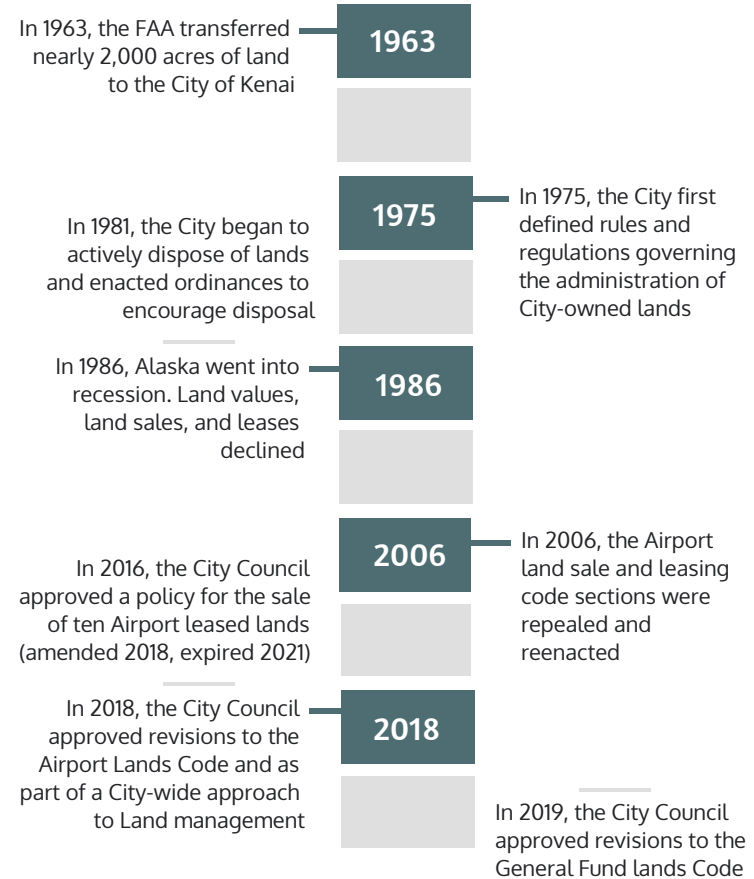 In 1963, the FAA transferred
nearly 2,000 acres of land
to the City of Kenai
1963
1975
In 1975, the City first
defined rules and
regulations governing
the administration of
City-owned lands
In 1981, the City began to
actively dispose of lands
and enacted ordinances to
encourage disposal
In 1986, Alaska went into
recession. Land values,
land sales, and leases
declined
1986
2006
In 2006, the Airport
land sale and leasing
code sections were
repealed and
reenacted
In 2016, the City Council
approved a policy for the sale
of ten Airport leased lands
(amended 2018, expired 2021)
In 2018, the City Council
approved revisions to the
Airport Lands Code and as
part of a City-wide approach
to Land management
2018
In 2019, the City Council
approved revisions to the
General Fund lands Code